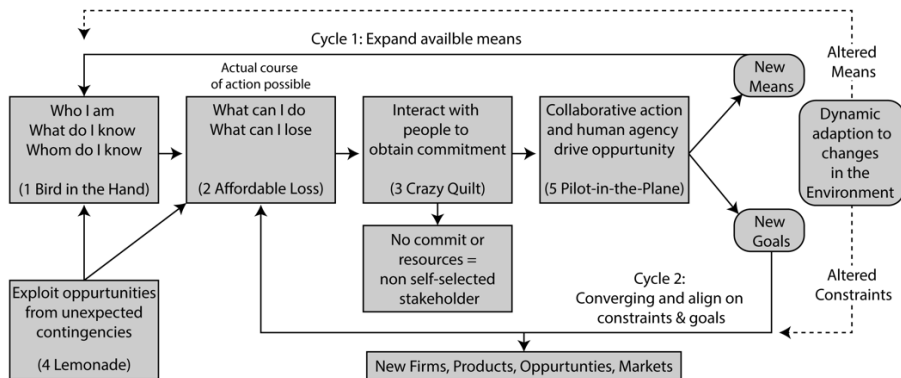 Cycle 1: Expand availble means
Altered
Means
New
Means
Actual course
of action possible
Who I am
What do I know
Whom do I know
(1 Bird in the Hand)
What can I do
What can I lose
(2 Affordable Loss)
Interact with
people to
obtain commitment
(3 Crazy Quilt)
Collaborative action
and human agency
drive oppurtunity
(5 Pilot-in-the-Plane)
Dynamic
adaption to
changes
in the
Environment
New
Goals
No commit or
resources =
non self-selected
stakeholder
Exploit oppurtunities
from unexpected
contingencies
(4 Lemonade)
Cycle 2:
Converging and align on
constraints & goals
Altered
Constraints
New Firms, Products, Oppurtunties, Markets